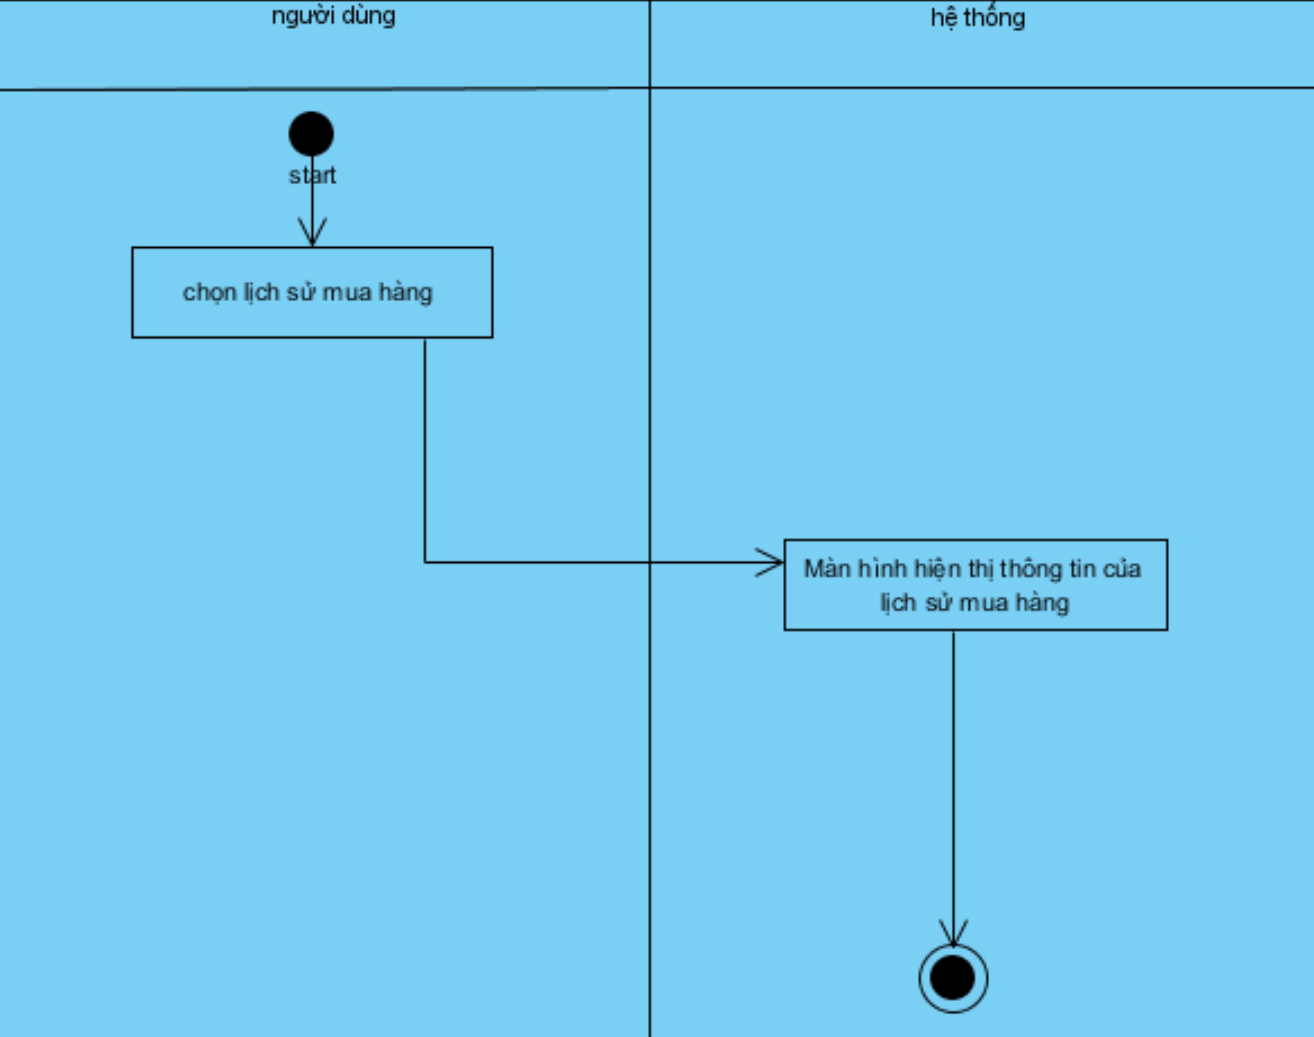 người dùng
hệ thống
start
chọn lịch sử mua hàng
Màn hình hiện thị thông tin của
lịch sử mua hàng